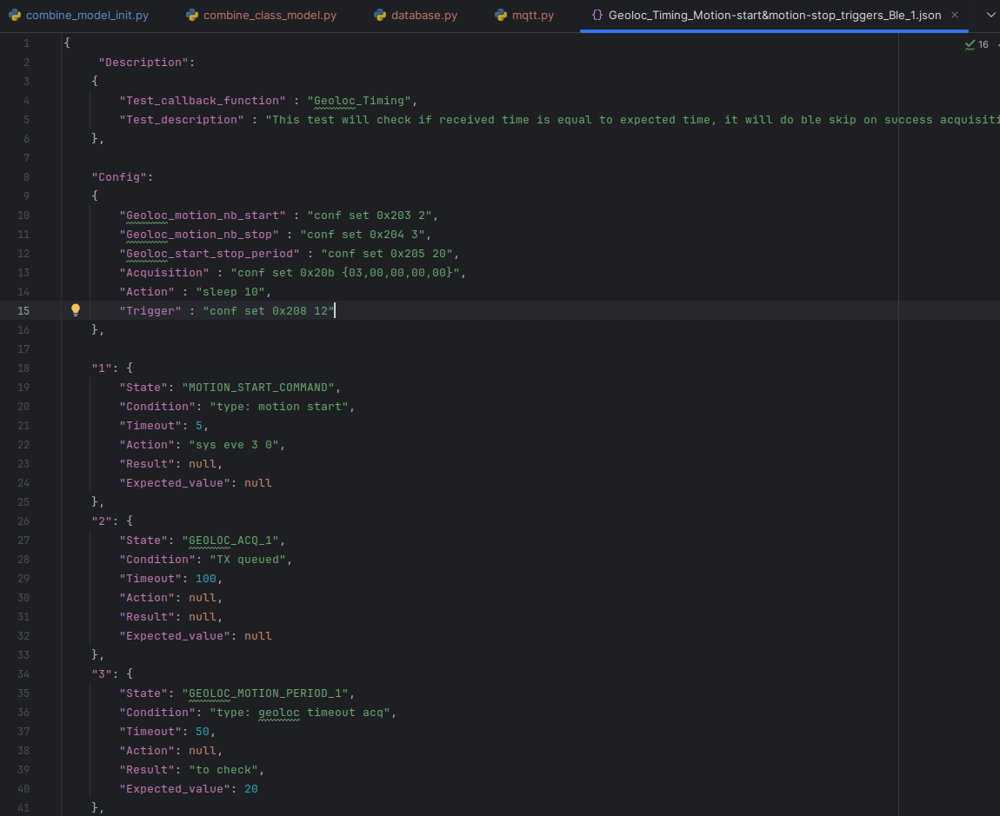 combine_model_init.py combine_class_model.py database.py mqtt.py {} Geoloc_Timing_Motion-start&motion-stop_triggers_Ble_1.json
16
1 {
2 "Description":
3 {
4 "Test_callback_function" : "Geoloc_Timing",
5 "Test_description" : "This test will check if received time is equal to expected time, it will do ble skip on success acquisiti
6 },
7
8 "Config":
9 {
10 "Geoloc_motion_nb_start" : "conf set 0x203 2",
11 "Geoloc_motion_nb_stop" : "conf set 0x204 3",
12 "Geoloc_start_stop_period" : "conf set 0x205 20",
13 "Acquisition" : "conf set 0x20b {03,00,00,00,00}",
14 "Action" : "sleep 10",
15 "Trigger" : "conf set 0x208 12"
16 },
17
18 "1": {
19 "State": "MOTION_START_COMMAND",
20 "Condition": "type: motion start",
21 "Timeout": 5,
22 "Action": "sys eve 3 0",
23 "Result": null,
24 "Expected_value": null
25 },
26 "2": {
27 "State": "GEOLOC_ACQ_1",
28 "Condition": "TX queued",
29 "Timeout": 100,
30 "Action": null,
31 "Result": null,
32 "Expected_value": null
33 },
34 "3": {
35 "State": "GEOLOC_MOTION_PERIOD_1",
36 "Condition": "type: geoloc timeout acq",
37 "Timeout": 50,
38 "Action": null,
39 "Result": "to check",
40 "Expected_value": 20
41 },